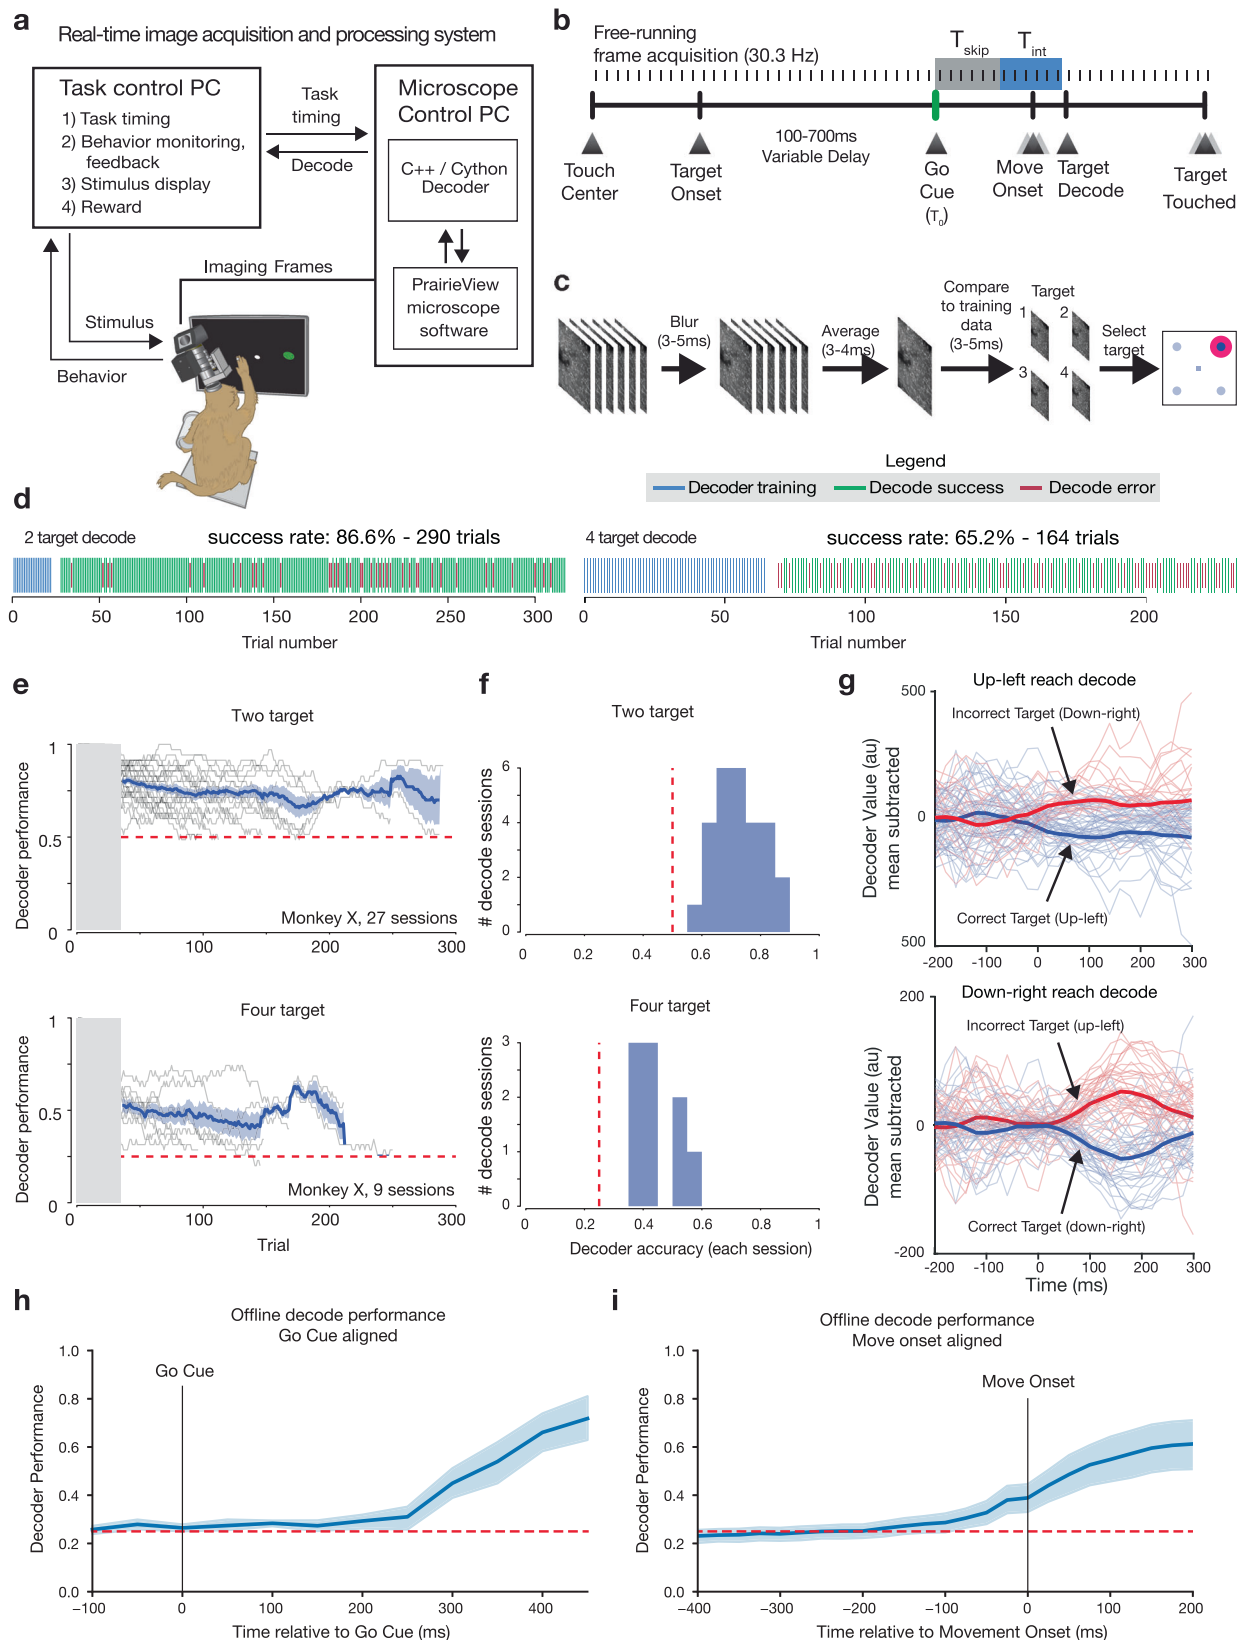 a
Real-time image acquisition and processing system
Task control PC
1) Task timing
2) Behavior monitoring,
feedback
3) Stimulus display
4) Reward
Task
timing
Decode
Microscope
Control PC
C++ / Cython
Decoder
PrairieView
microscope
software
Imaging Frames
Stimulus
Behavior
b
Free-running
frame acquisition (30.3 Hz)
Tskip
Tint
100-700ms
Variable Delay
Touch
Center
Target
Onset
Go
Cue
(T0)
Move
Onset
Target
Decode
Target
Touched
c
Blur
(3-5ms)
Average
(3-4ms)
Compare
to training
data
(3-5ms)
Target
1
2
3
4
Select
target
Legend
Decoder training
Decode success
Decode error
d
2 target decode
success rate: 86.6% - 290 trials
0
50
100
150
200
250
300
Trial number
4 target decode
success rate: 65.2% - 164 trials
0
50
100
150
200
Trial number
e
Two target
Decoder performance
1
0.5
0
0
100
200
300
Monkey X, 27 sessions
Four target
Decoder performance
1
0.5
0
0
100
200
300
Monkey X, 9 sessions
Trial
f
Two target
# decode sessions
6
4
2
0
0
0.2
0.4
0.6
0.8
1
Four target
# decode sessions
3
2
1
0
0
0.2
0.4
0.6
0.8
1
Decoder accuracy (each session)
g
Up-left reach decode
Incorrect Target (Down-right)
Correct Target (Up-left)
Decoder Value (au)
mean subtracted
500
0
500
-200
-100
0
100
200
300
Down-right reach decode
Incorrect Target (up-left)
Correct Target (down-right)
Decoder Value (au)
mean subtracted
200
0
-200
-200
-100
0
100
200
300
Time (ms)
h
Offline decode performance
Go Cue aligned
Go Cue
Decoder Performance
1.0
0.8
0.6
0.4
0.2
0.0
−100
0
100
200
300
400
Time relative to Go Cue (ms)
i
Offline decode performance
Move onset aligned
Move Onset
Decoder Performance
1.0
0.8
0.6
0.4
0.2
0.0
−400
−300
−200
−100
0
100
200
Time relative to Movement Onset (ms)